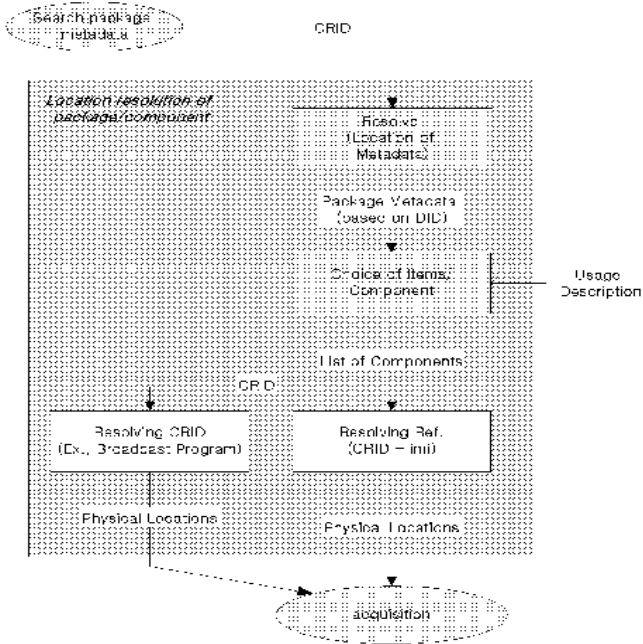 Search package
metadata
CRID
Location resolution of
package/component
Resolve
(Location of
Metadata)
Package Metadata
(based on DID)
Choice of Items/
Component
Usage
Description
List of Components
CRID
Resolving CRID
(Ex., Broadcast Program)
Resolving Ref.
(CRID – imi)
Physical Locations
Physical Locations
acquisition